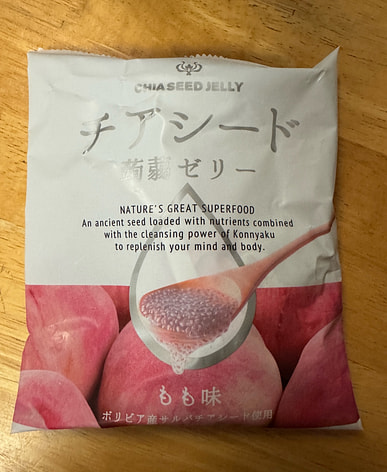 CHIASEED JELLY
チアシード
蒟蒻ゼリー
NATURE'S GREAT SUPERFOOD
An ancient seed loaded with nutrients combined
with the cleansing power of Konnyaku
to replenish your mind and body.
もも味
ボリビア産サルバチアシード使用